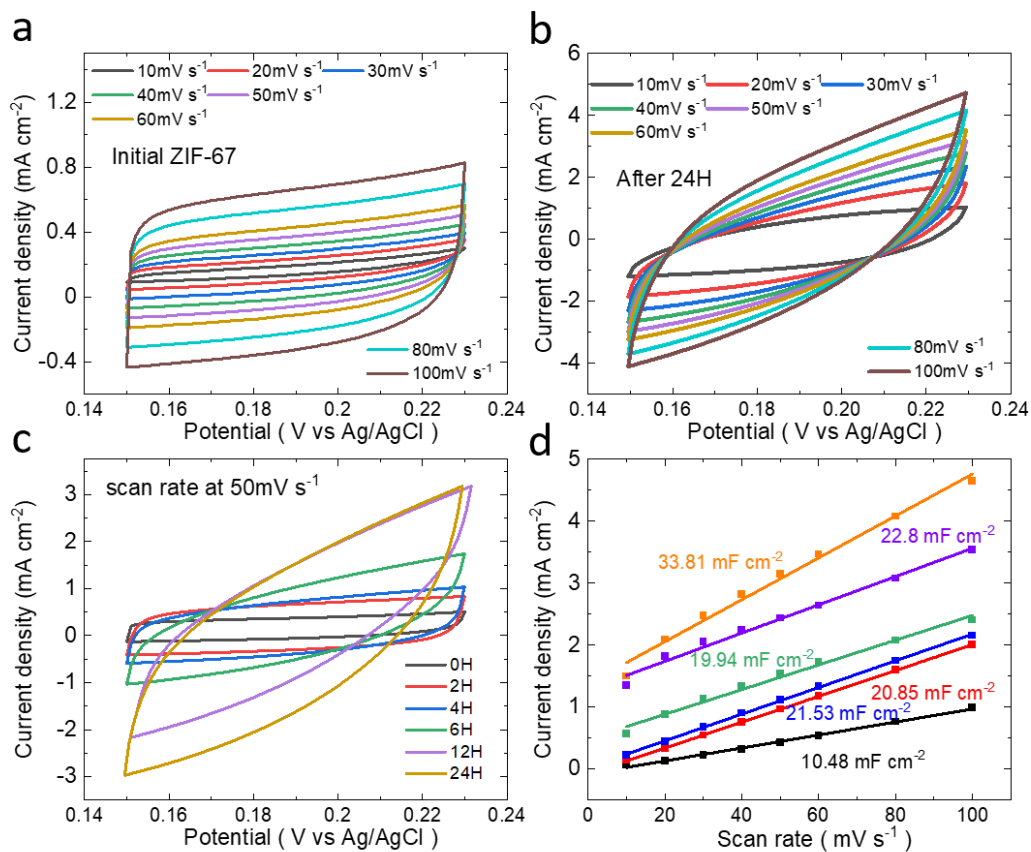 a
10mV s⁻¹ 20mV s⁻¹ 30mV s⁻¹
40mV s⁻¹ 50mV s⁻¹
60mV s⁻¹
Initial ZIF-67
80mV s⁻¹
100mV s⁻¹
Current density (mA cm⁻²)
1.2
0.8
0.4
0
-0.4
0.14 0.16 0.18 0.2 0.22 0.24
Potential ( V vs Ag/AgCl )
b
10mV s⁻¹ 20mV s⁻¹ 30mV s⁻¹
40mV s⁻¹ 50mV s⁻¹
60mV s⁻¹
After 24H
80mV s⁻¹
100mV s⁻¹
Current density (mA cm⁻²)
6
4
2
0
-2
-4
0.14 0.16 0.18 0.2 0.22 0.24
Potential ( V vs Ag/AgCl )
c
scan rate at 50mV s⁻¹
0H
2H
4H
6H
12H
24H
Current density (mA cm⁻²)
3
2
1
0
-1
-2
-3
0.14 0.16 0.18 0.2 0.22 0.24
Potential ( V vs Ag/AgCl )
d
33.81 mF cm⁻²
22.8 mF cm⁻²
19.94 mF cm⁻²
20.85 mF cm⁻²
21.53 mF cm⁻²
10.48 mF cm⁻²
Current density (mA cm⁻²)
5
4
3
2
1
0
0 20 40 60 80 100
Scan rate ( mV s⁻¹ )